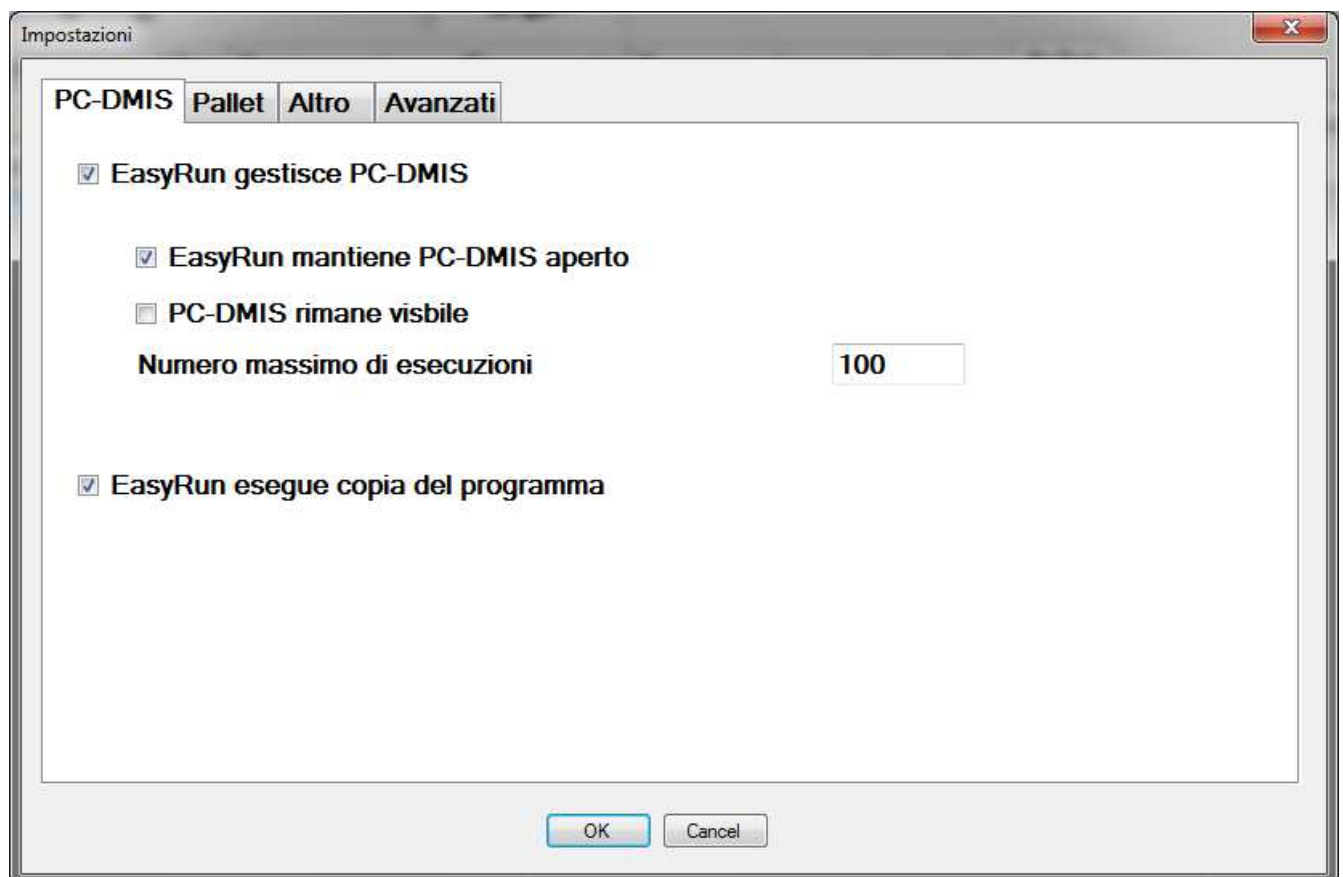 Impostazioni
PC-DMIS Pallet Altro Avanzati
EasyRun gestisce PC-DMIS
EasyRun mantiene PC-DMIS aperto
PC-DMIS rimane visbile
Numero massimo di esecuzioni 100
EasyRun esegue copia del programma
OK Cancel